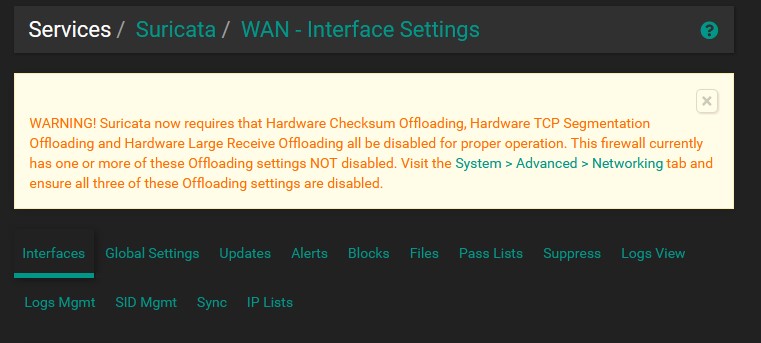 Services / Suricata / WAN - Interface Settings
WARNING! Suricata now requires that Hardware Checksum Offloading, Hardware TCP Segmentation
Offloading and Hardware Large Receive Offloading all be disabled for proper operation. This firewall currently
has one or more of these Offloading settings NOT disabled. Visit the System > Advanced > Networking tab and
ensure all three of these Offloading settings are disabled.
Interfaces Global Settings Updates Alerts Blocks Files Pass Lists Suppress Logs View
Logs Mgmt SID Mgmt Sync IP Lists